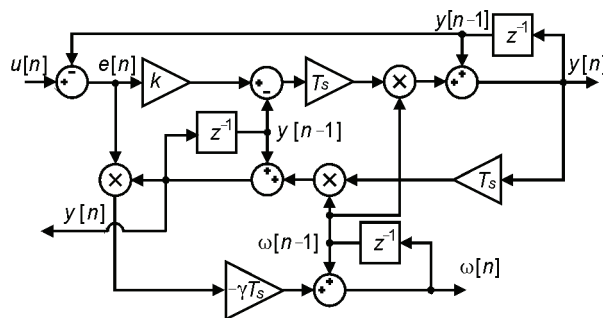 y[n−1]
z⁻¹
u[n]
e[n]
y[n]
k
Ts
z⁻¹
y[n−1]
Ts
y[n]
ω[n−1]
z⁻¹
ω[n]
-γTs